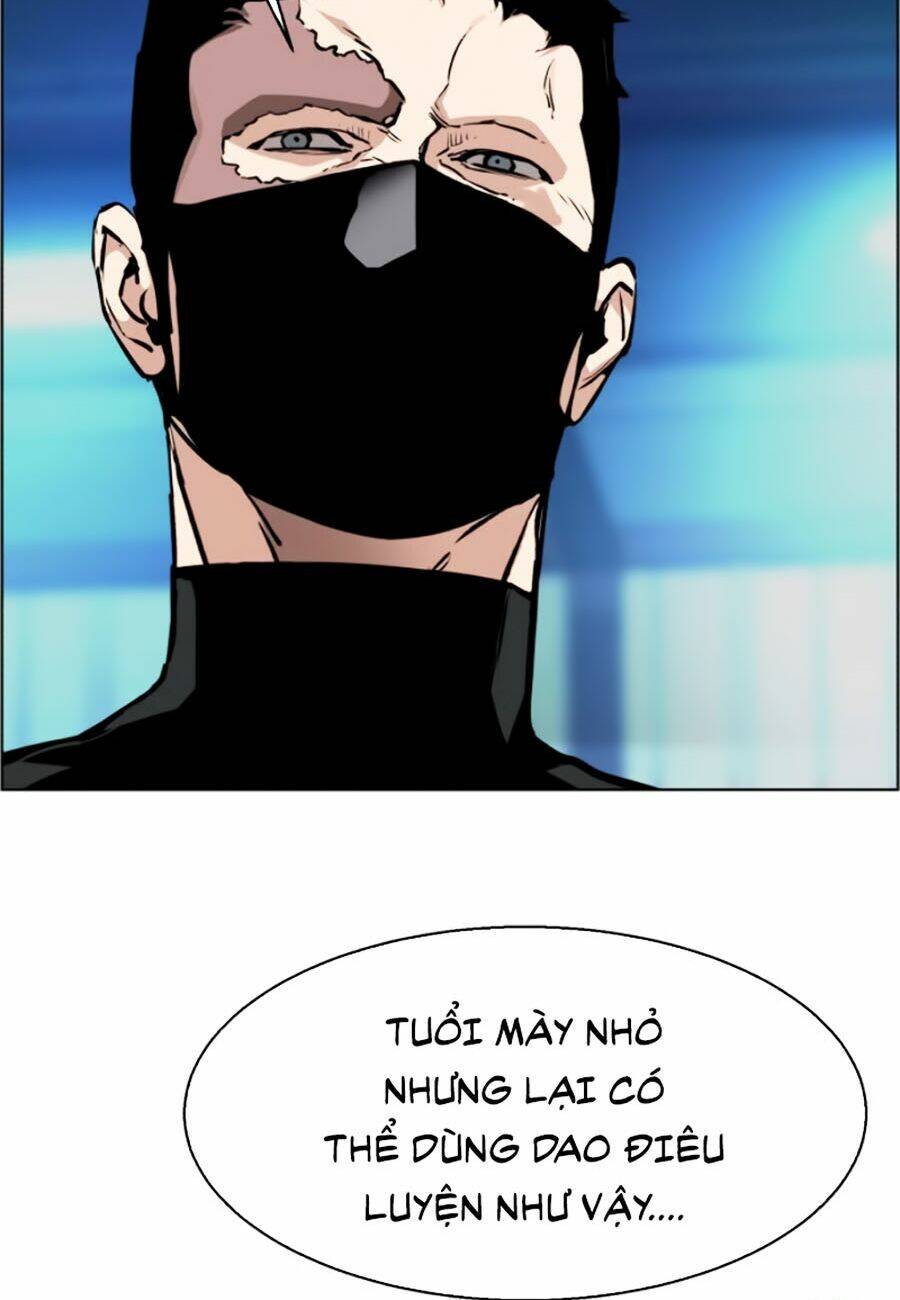 TUỔI MÀY NHỎ
NHƯNG LẠI CÓ
THỂ DÙNG DAO ĐIÊU
LUYỆN NHƯ VẬY....